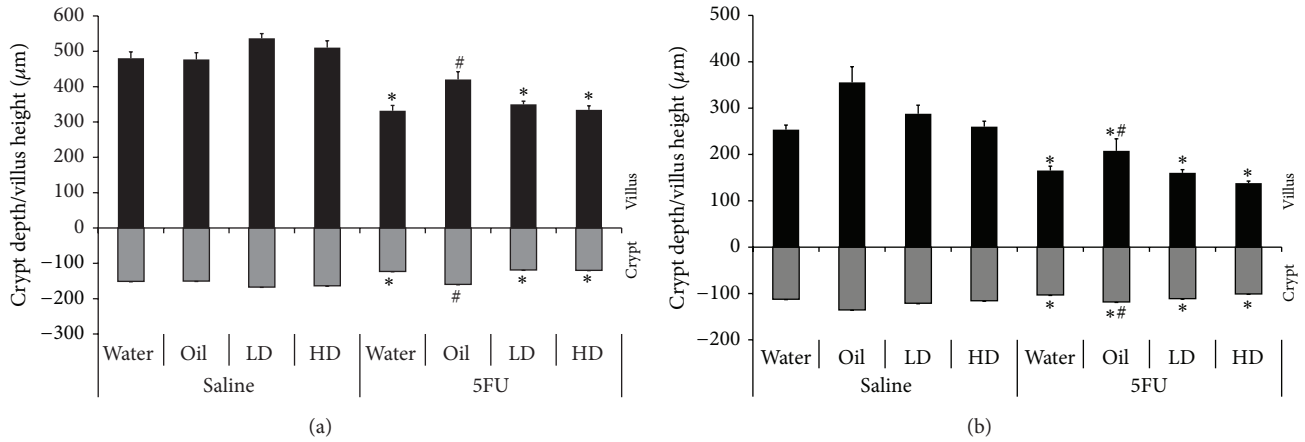 Crypt depth/villus height (μm)
600
500
400
300
200
100
0
−100
−200
−300
* # * *
* # * *
Villus
Crypt
Water Oil LD HD Water Oil LD HD
Saline 5FU
(a)
Crypt depth/villus height (μm)
500
400
300
200
100
0
−100
−200
* *# * *
* *# * *
Villus
Crypt
Water Oil LD HD Water Oil LD HD
Saline 5FU
(b)